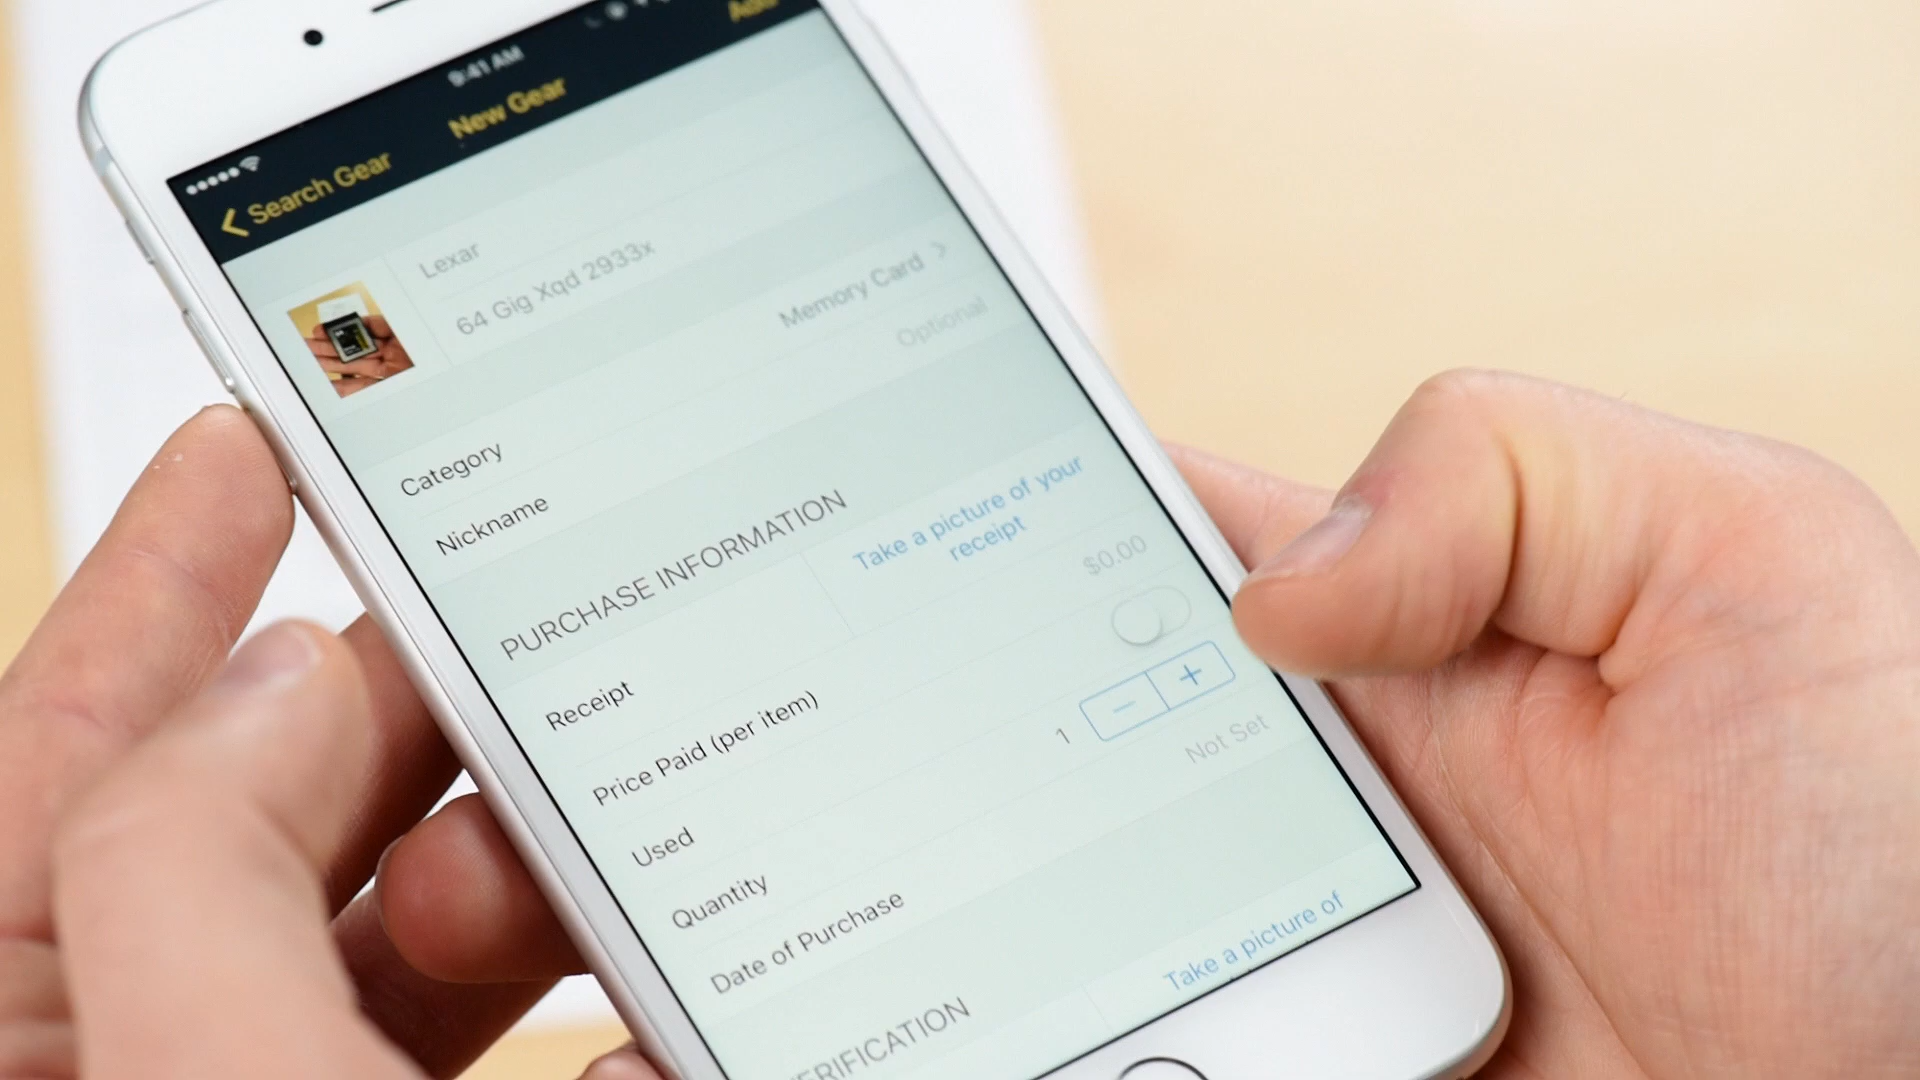 9:41 AM
Search Gear
New Gear
Add
Lexar
64 Gig Xqd 2933x
Category
Memory Card
Nickname
Optional
PURCHASE INFORMATION
Receipt
Take a picture of your
receipt
Price Paid (per item)
$0.00
Used
Quantity
1
Date of Purchase
Not Set
ERIFICATION
Take a picture of